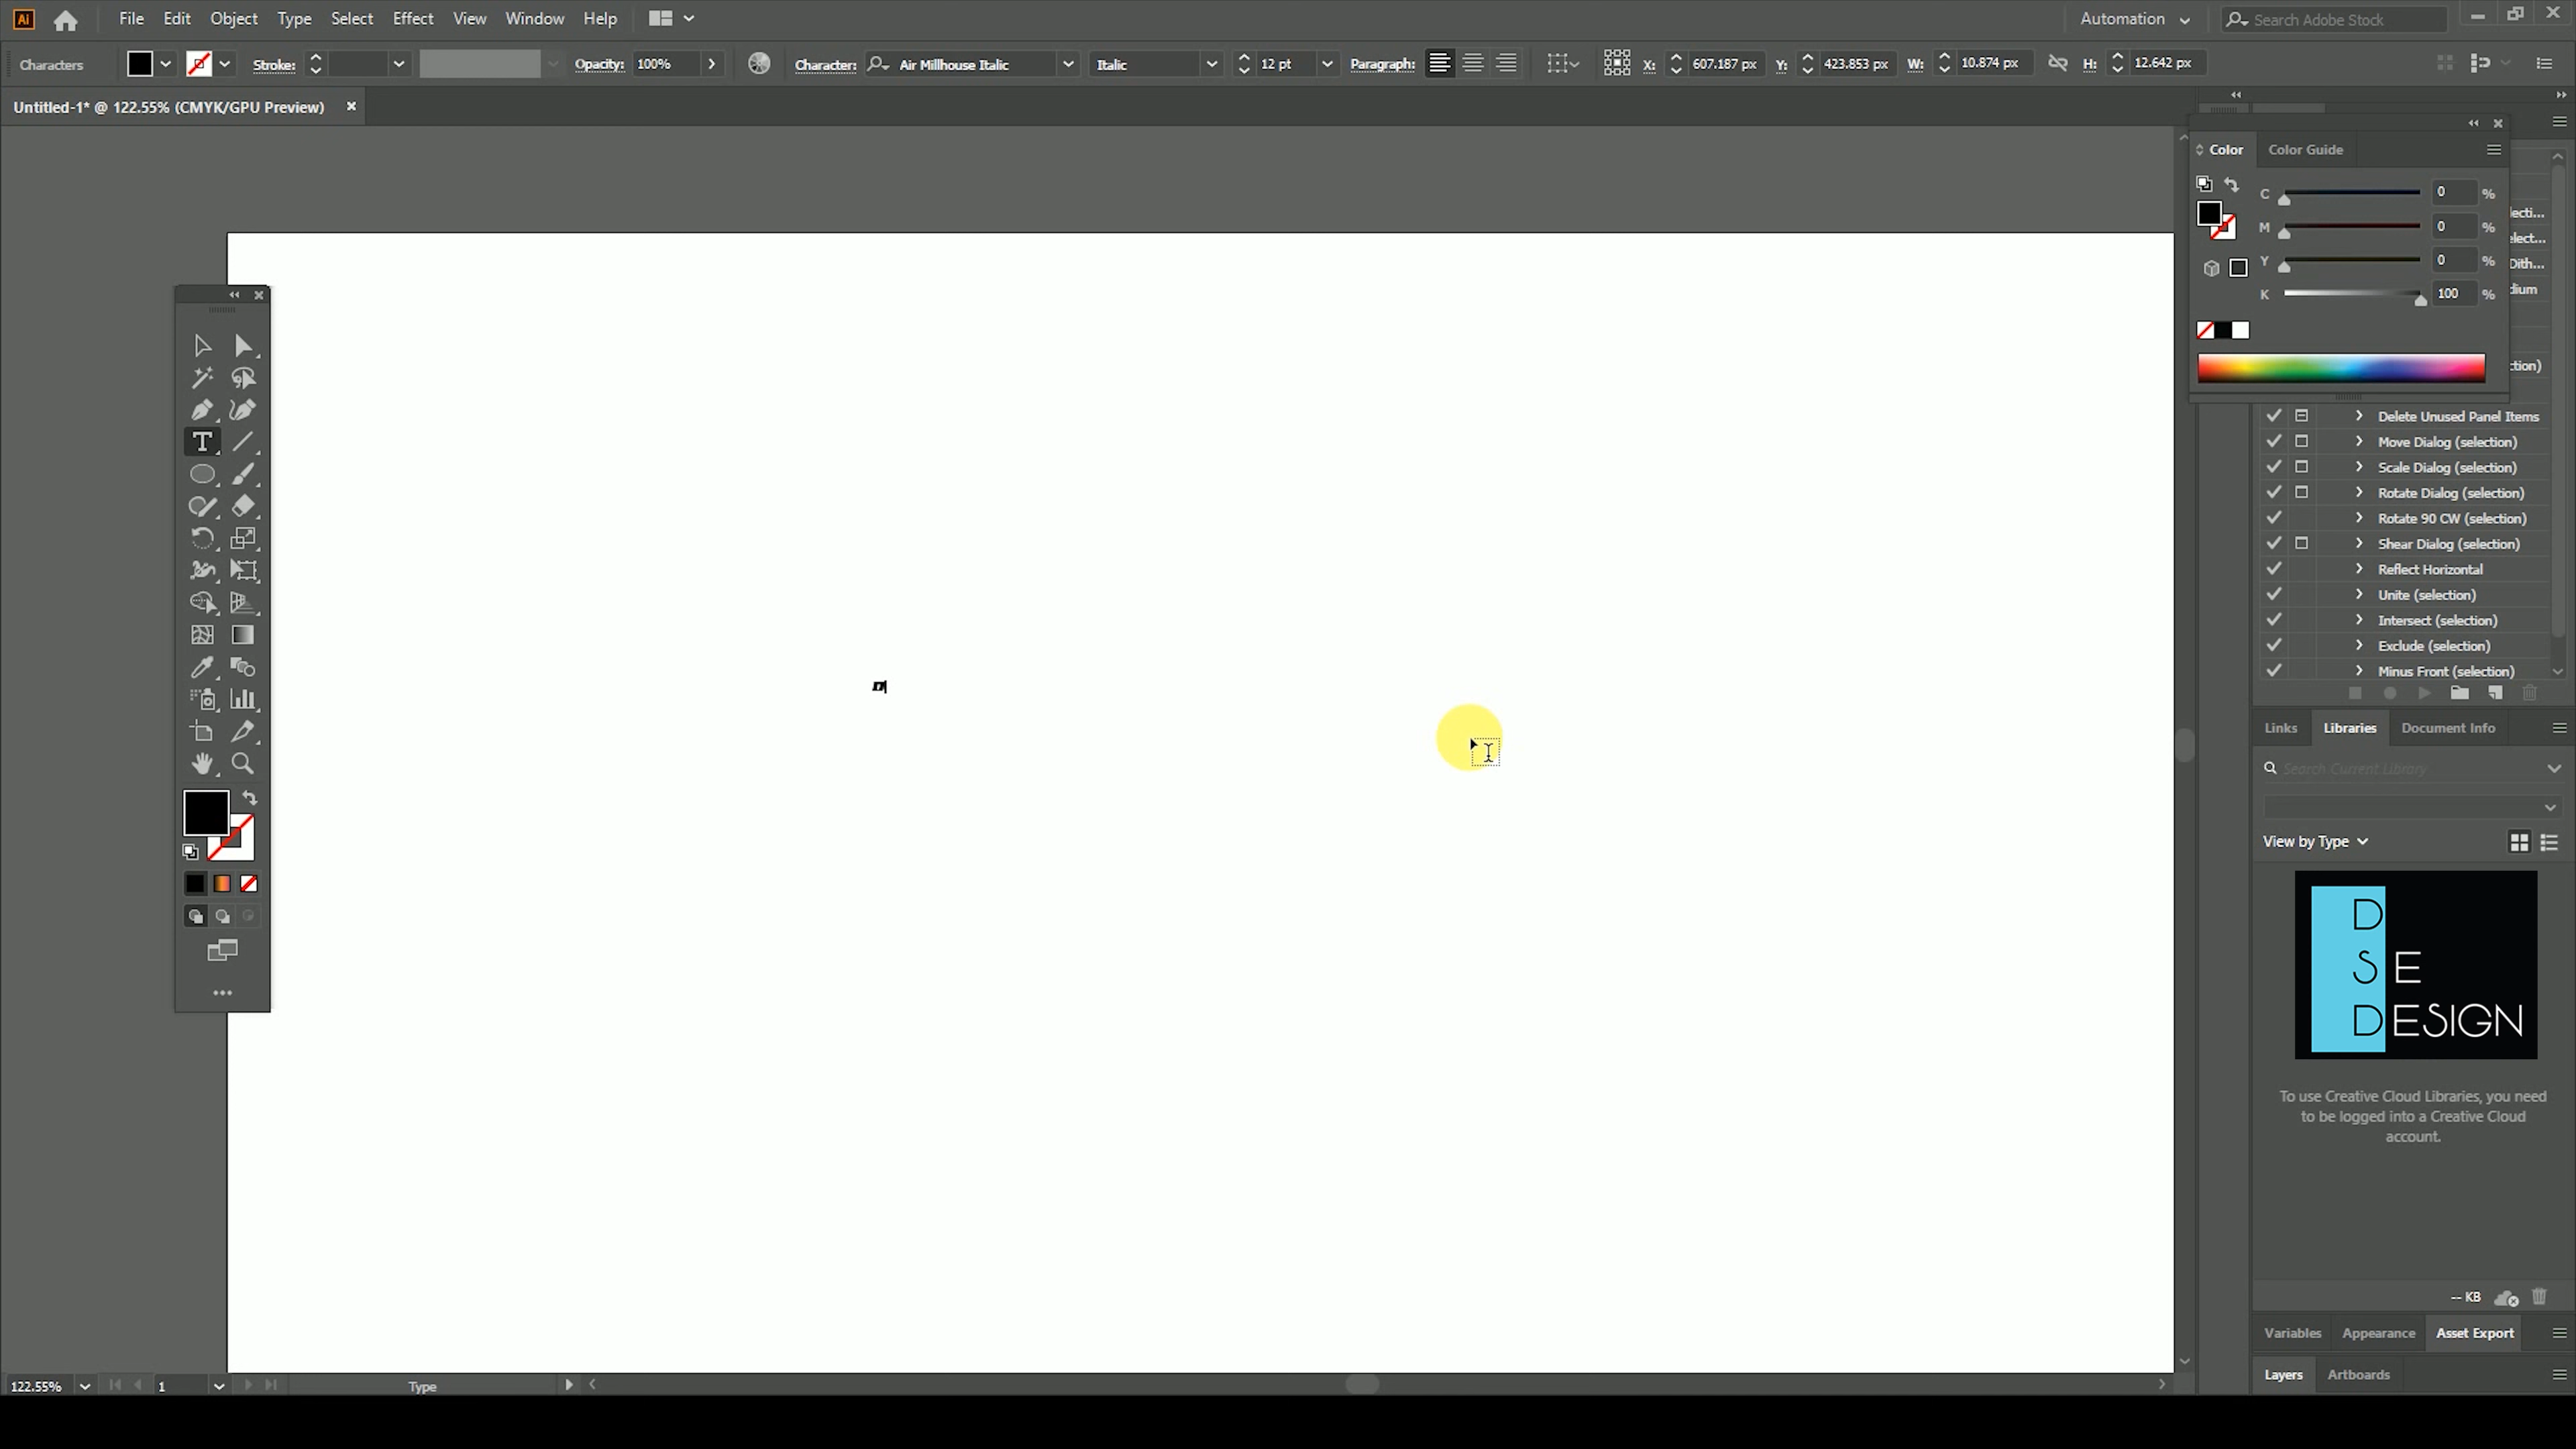 Ai File Edit Object Type Select Effect View Window Help Automation Search Adobe Stock
Characters Stroke: Opacity: 100% Character: Air Millhouse Italic Italic 12 pt Paragraph: X: 607.187 px Y: 423.853 px W: 10.874 px H: 12.642 px
Untitled-1* @ 122.55% (CMYK/GPU Preview)
Color Color Guide
C 0 %
M 0 %
Y 0 %
K 100 %
lecti...
elect...
Dith...
dium
ction)
Delete Unused Panel Items
Move Dialog (selection)
Scale Dialog (selection)
Rotate Dialog (selection)
Rotate 90 CW (selection)
Shear Dialog (selection)
Reflect Horizontal
Unite (selection)
Intersect (selection)
Exclude (selection)
Minus Front (selection)
Links Libraries Document Info
Search Current Library
View by Type
D
S E
DESIGN
To use Creative Cloud Libraries, you need
to be logged into a Creative Cloud
account.
-- KB
Variables Appearance Asset Export
Layers Artboards
122.55% 1 Type